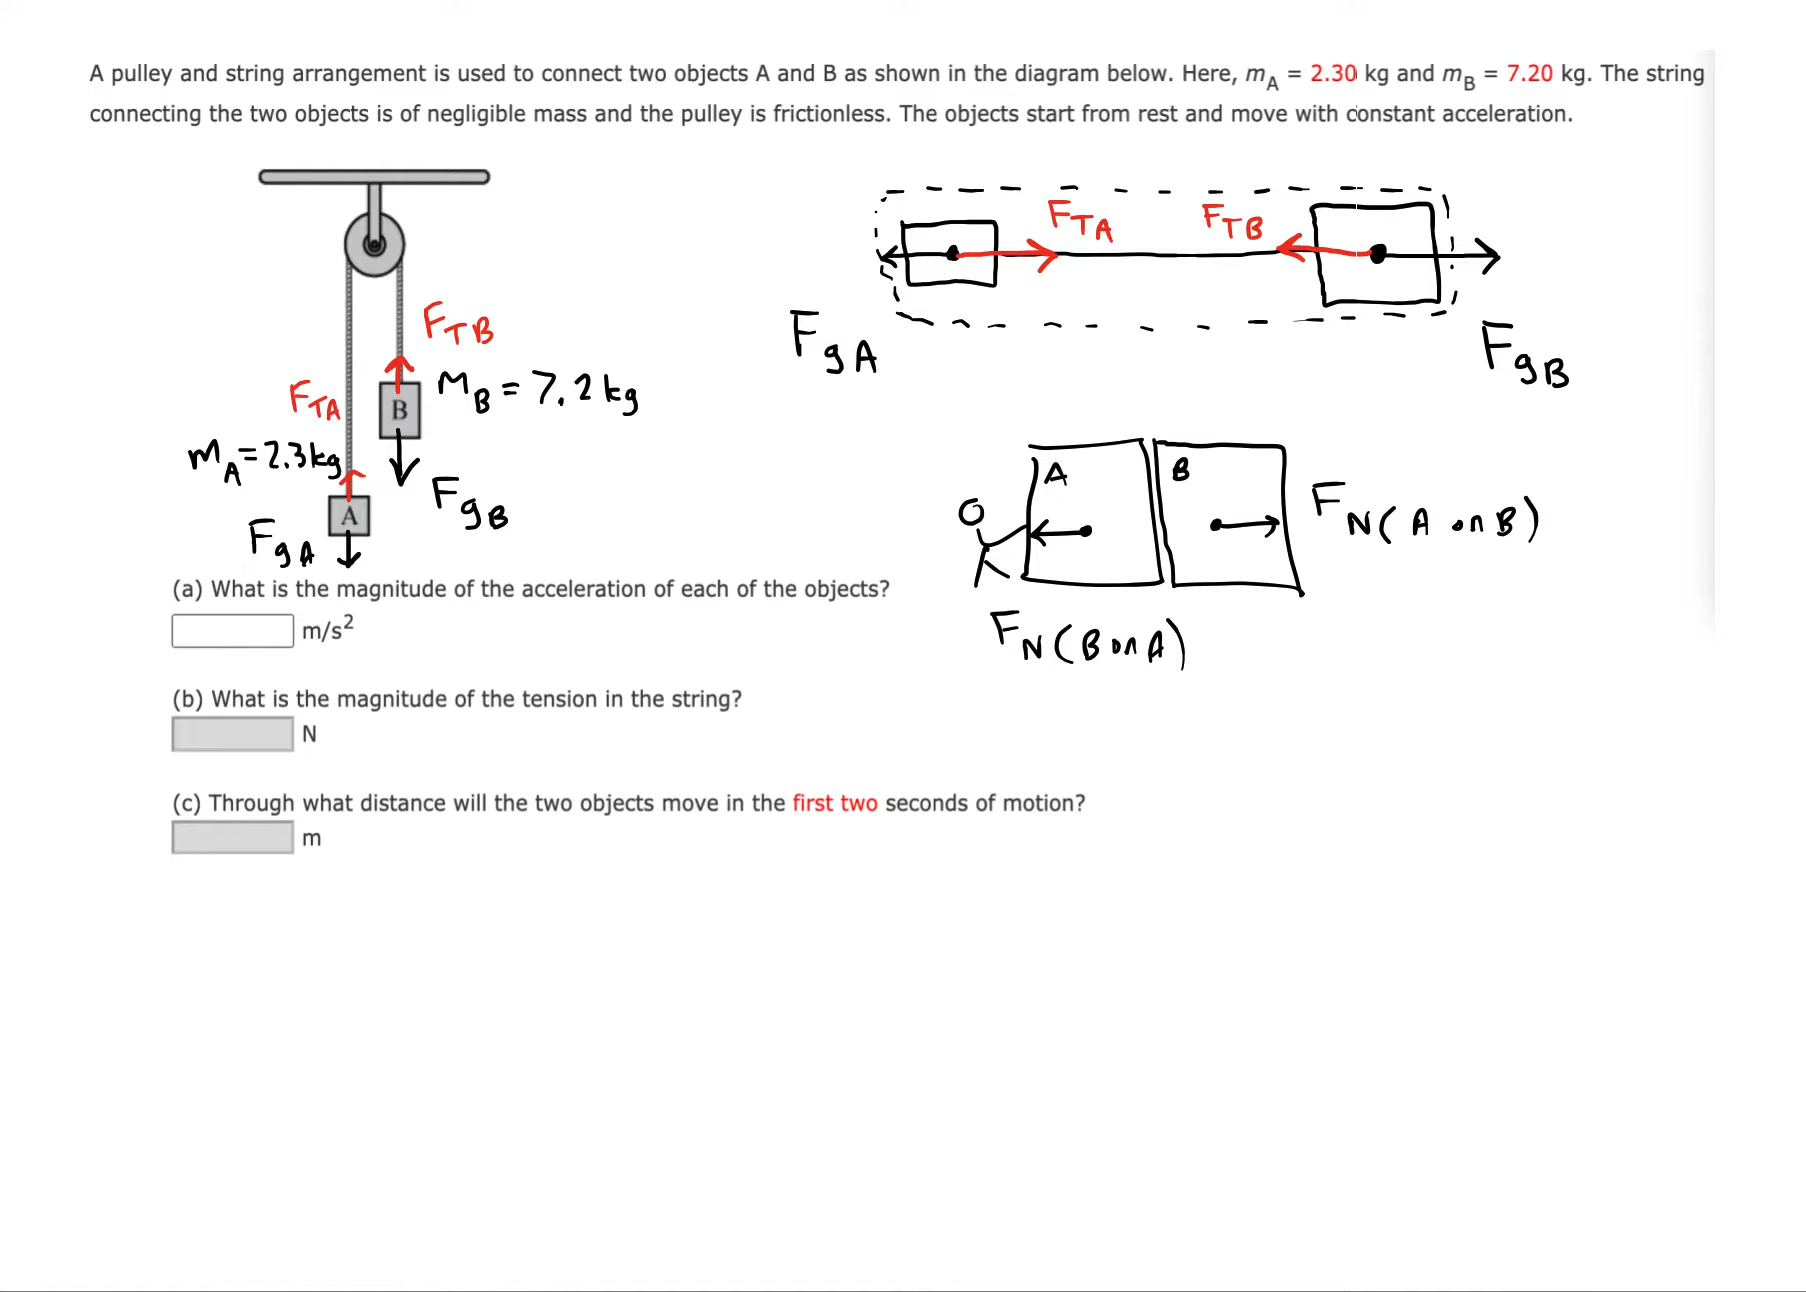 A pulley and string arrangement is used to connect two objects A and B as shown in the diagram below. Here, mA = 2.30 kg and mB = 7.20 kg. The string
connecting the two objects is of negligible mass and the pulley is frictionless. The objects start from rest and move with constant acceleration.
FTA
FTB
FgA
FgB
FTB
MB = 7.2 kg
FTA
B
mA = 2.3 kg
FgB
A
FgA
A
B
FN(A on B)
FN(B on A)
(a) What is the magnitude of the acceleration of each of the objects?
m/s2
(b) What is the magnitude of the tension in the string?
N
(c) Through what distance will the two objects move in the first two seconds of motion?
m